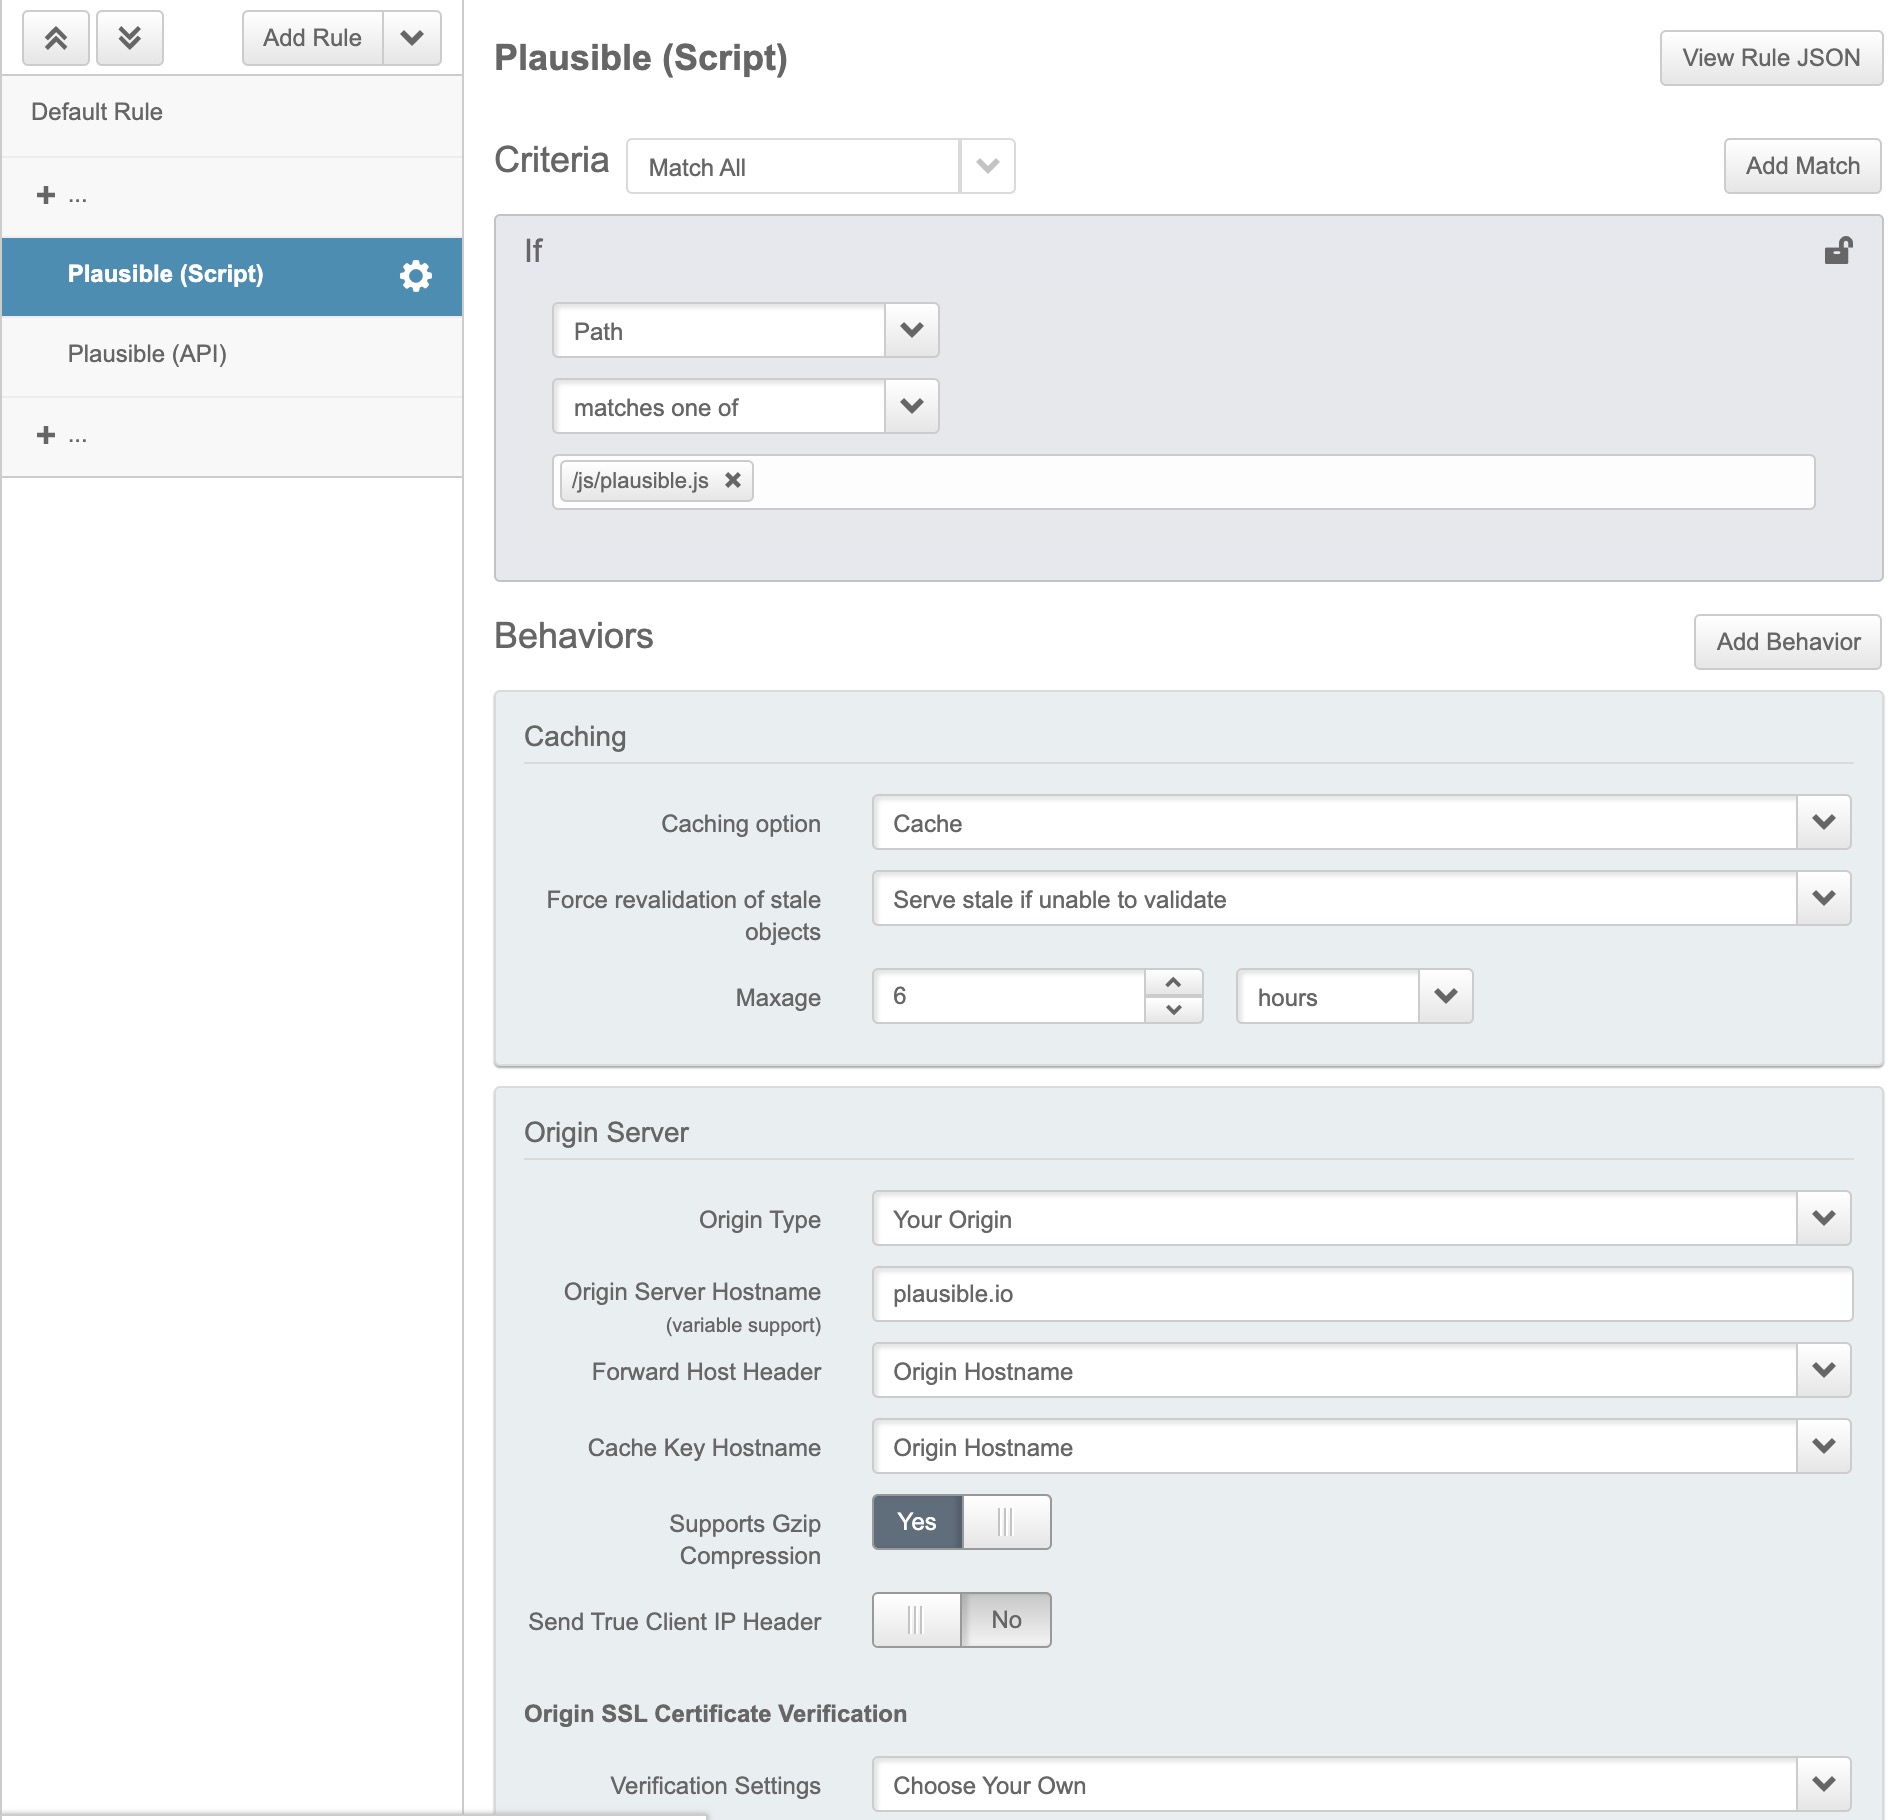 Add Rule
Default Rule
...
Plausible (Script)
Plausible (API)
...
Plausible (Script)
View Rule JSON
Criteria
Match All
Add Match
If
Path
matches one of
/js/plausible.js
Behaviors
Add Behavior
Caching
Caching option
Cache
Force revalidation of stale
objects
Serve stale if unable to validate
Maxage
6
hours
Origin Server
Origin Type
Your Origin
Origin Server Hostname
(variable support)
plausible.io
Forward Host Header
Origin Hostname
Cache Key Hostname
Origin Hostname
Supports Gzip
Compression
Yes
Send True Client IP Header
No
Origin SSL Certificate Verification
Verification Settings
Choose Your Own